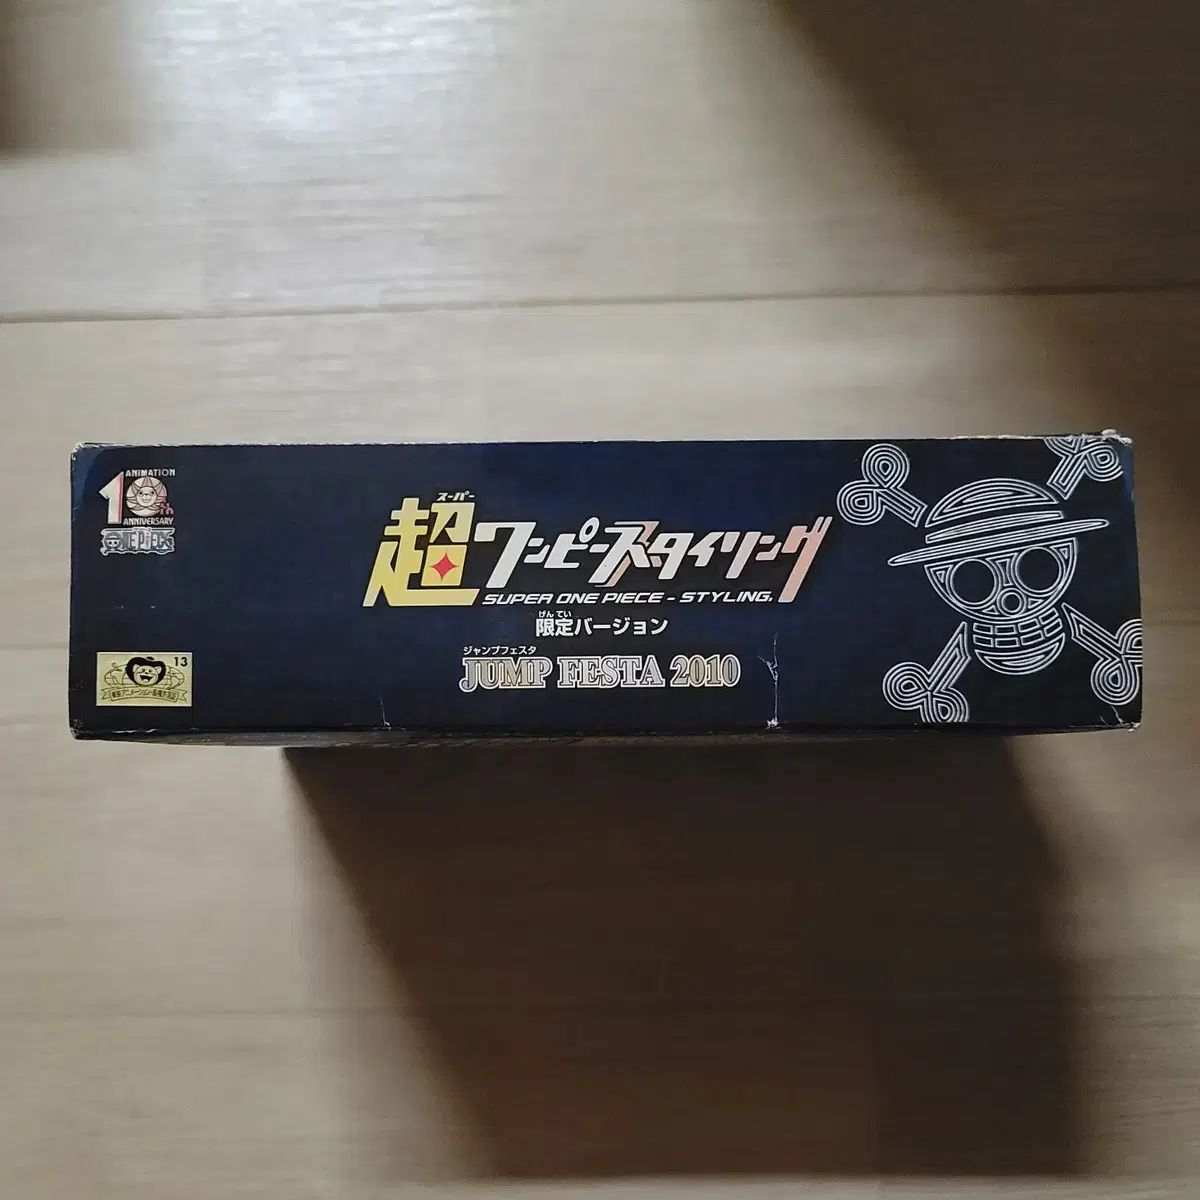 ANIMATION
10th
ANNIVERSARY
ONE PIECE
スーパー
超ワンピーススタイリング
SUPER ONE PIECE - STYLING.
げんてい
限定バージョン
ジャンプフェスタ
JUMP FESTA 2010
13